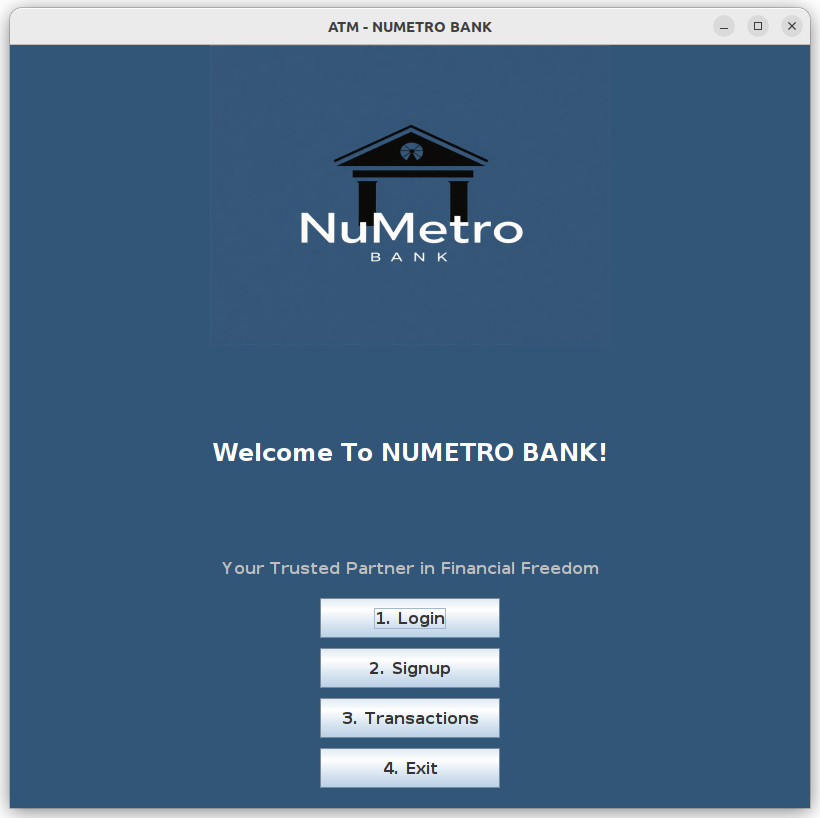 ATM - NUMETRO BANK
NuMetro
BANK
Welcome To NUMETRO BANK!
Your Trusted Partner in Financial Freedom
1. Login
2. Signup
3. Transactions
4. Exit